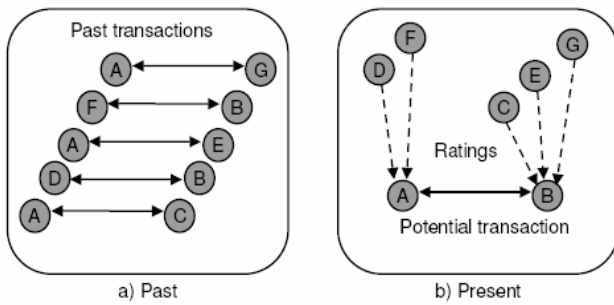 Past transactions
A G
F B
A E
D B
A C
a) Past
F
G
D
E
C
Ratings
A B
Potential transaction
b) Present